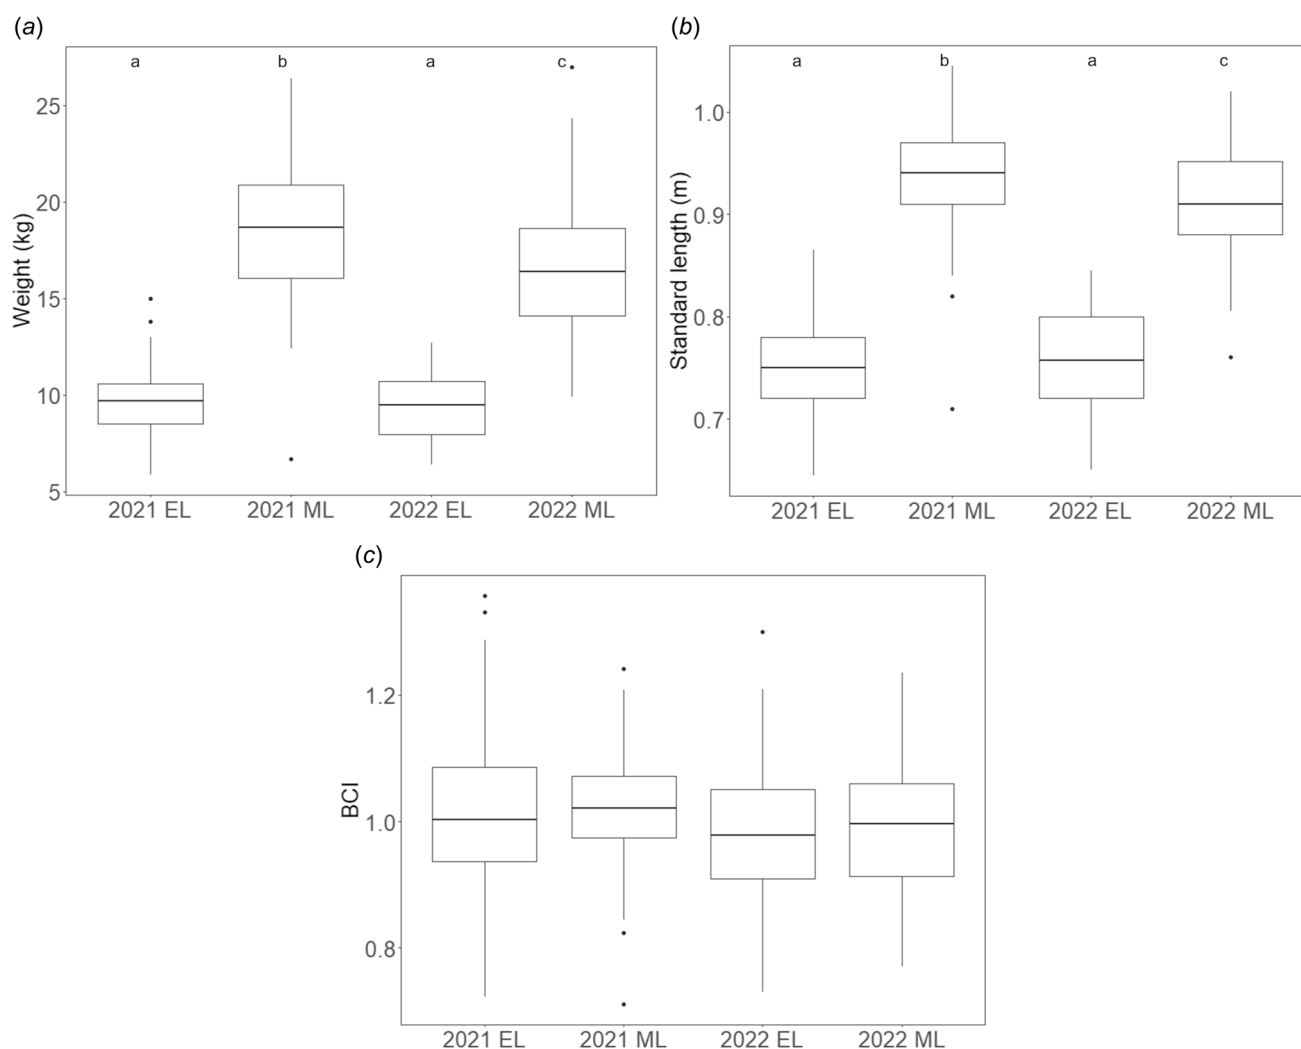 (a)
a b a c
Weight (kg)
25
20
15
10
5
2021 EL 2021 ML 2022 EL 2022 ML
(b)
a b a c
Standard length (m)
1.0
0.9
0.8
0.7
2021 EL 2021 ML 2022 EL 2022 ML
(c)
BCI
1.2
1.0
0.8
2021 EL 2021 ML 2022 EL 2022 ML